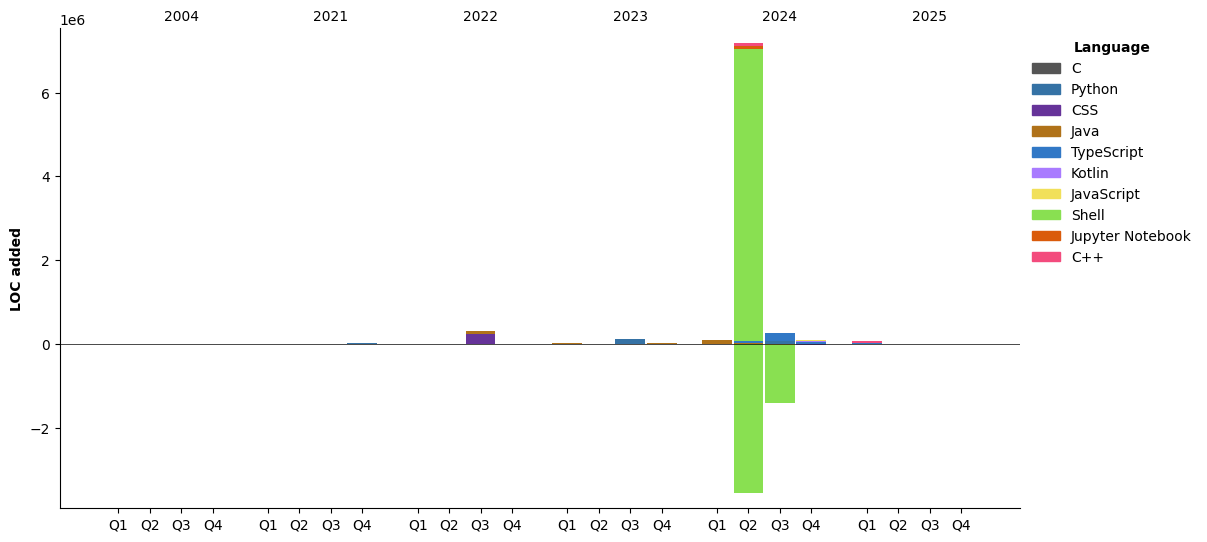 1e6
2004 2021 2022 2023 2024 2025
Language
C
Python
CSS
Java
TypeScript
Kotlin
JavaScript
Shell
Jupyter Notebook
C++
LOC added
6
4
2
0
−2
Q1 Q2 Q3 Q4 Q1 Q2 Q3 Q4 Q1 Q2 Q3 Q4 Q1 Q2 Q3 Q4 Q1 Q2 Q3 Q4 Q1 Q2 Q3 Q4